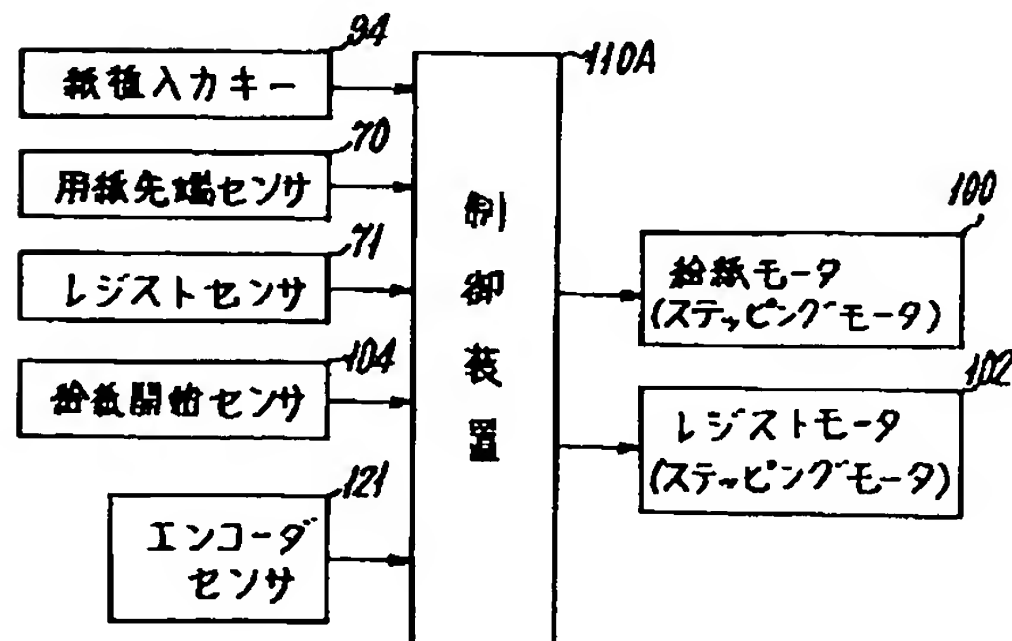 94
紙種入力キー
70
用紙先端センサ
71
レジストセンサ
104
給紙開始センサ
121
エンコーダ
センサ
110A
制御装置
100
給紙モータ
(ステッピングモータ)
102
レジストモータ
(ステッピングモータ)